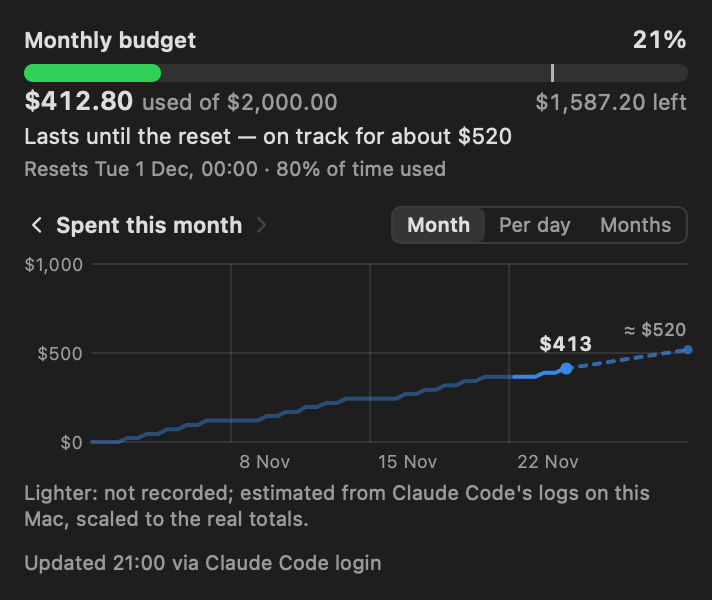 Monthly budget 21%
$412.80 used of $2,000.00 $1,587.20 left
Lasts until the reset — on track for about $520
Resets Tue 1 Dec, 00:00 · 80% of time used
Spent this month Month Per day Months
$1,000
≈ $520
$413
$500
$0
8 Nov 15 Nov 22 Nov
Lighter: not recorded; estimated from Claude Code's logs on this
Mac, scaled to the real totals.
Updated 21:00 via Claude Code login